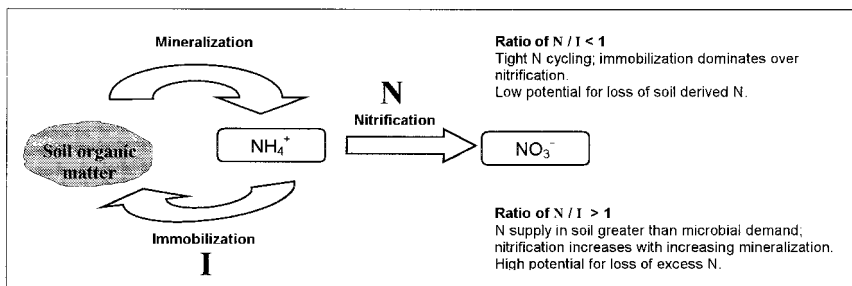 Mineralization
Ratio of N / I < 1
Tight N cycling; immobilization dominates over
nitrification.
Low potential for loss of soil derived N.
N
Nitrification
Soil organic
matter
NH₄⁺
NO₃⁻
Immobilization
I
Ratio of N / I > 1
N supply in soil greater than microbial demand;
nitrification increases with increasing mineralization.
High potential for loss of excess N.